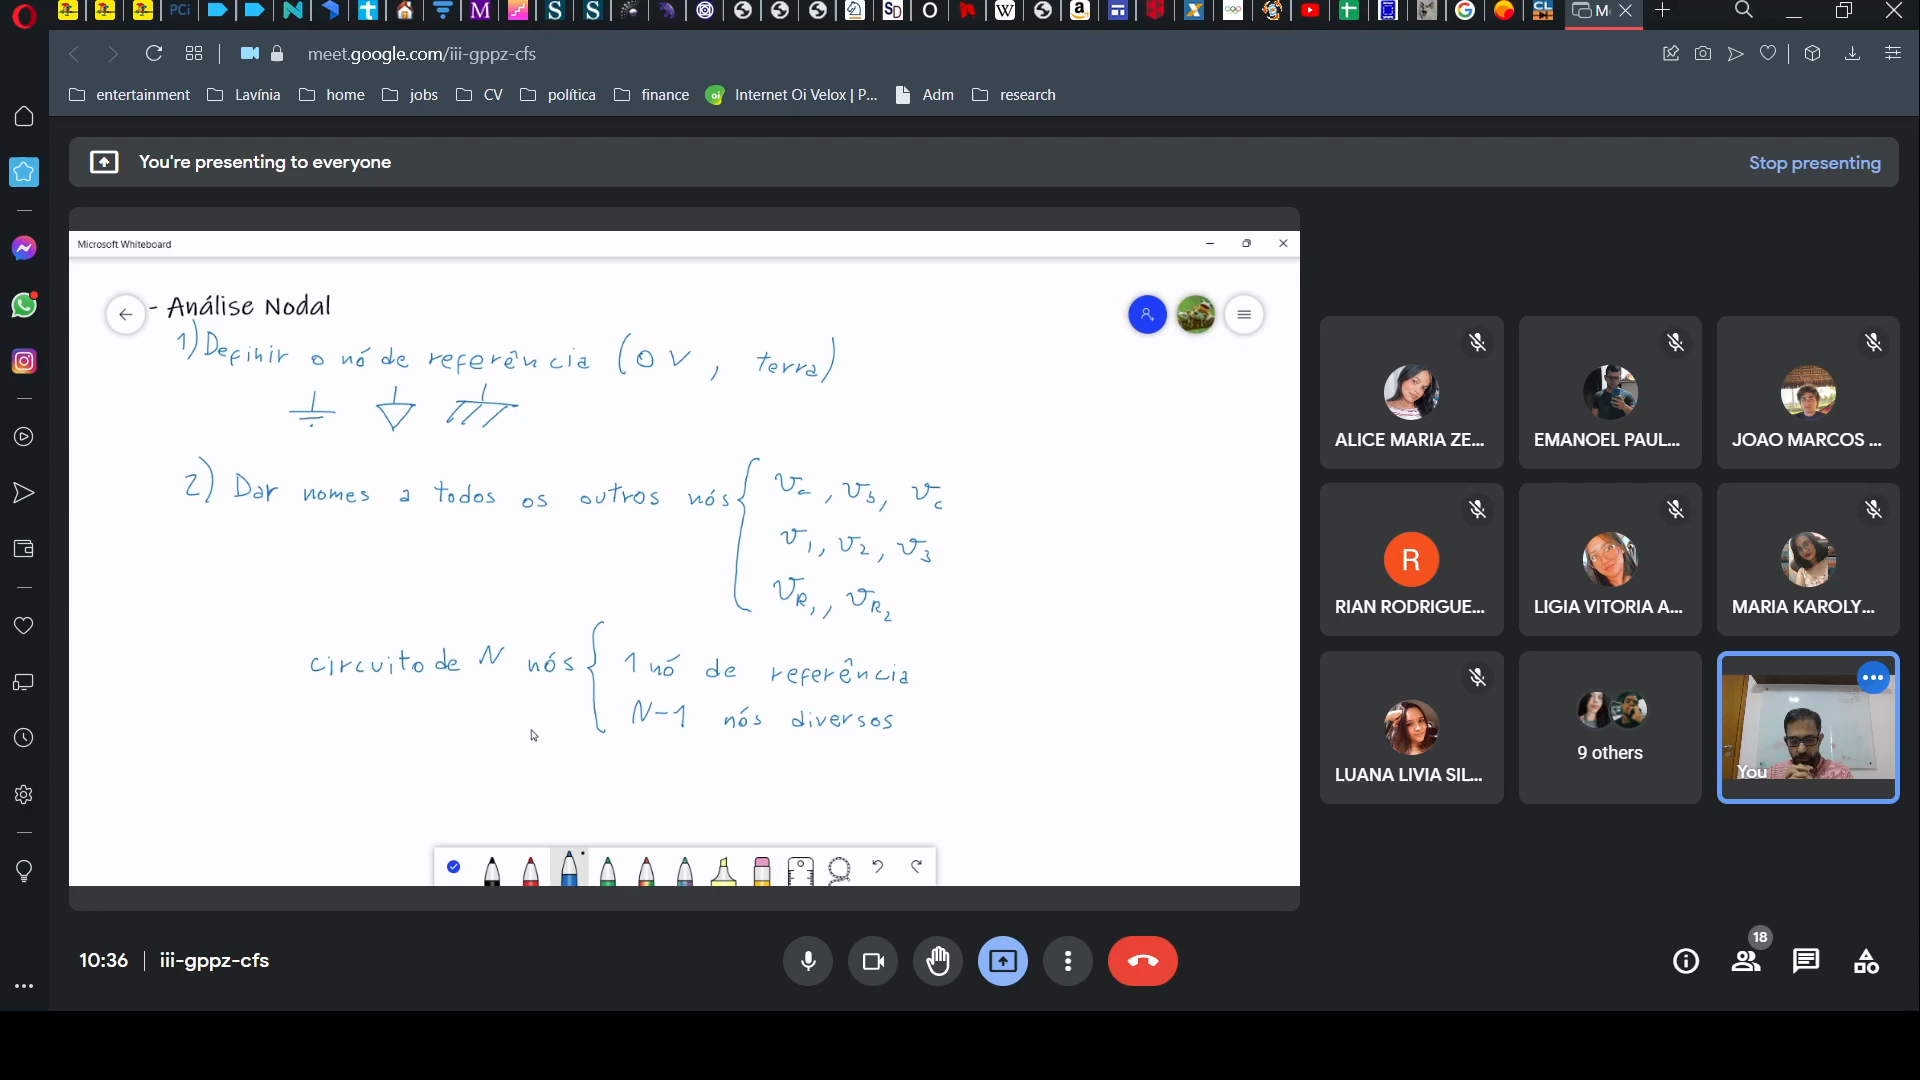 PCi
M
meet.google.com/iii-gppz-cfs
entertainment
Lavínia
home
jobs
CV
política
finance
Internet Oi Velox | P...
Adm
research
You're presenting to everyone
Stop presenting
Microsoft Whiteboard
- Análise Nodal
1) Definir o nó de referência (0 V, terra)
2) Dar nomes a todos os outros nós
va, vb, vc
v1, v2, v3
vR1, vR2
circuito de N nós
1 nó de referência
N-1 nós diversos
ALICE MARIA ZE...
EMANOEL PAUL...
JOAO MARCOS ...
R
RIAN RODRIGUE...
LIGIA VITORIA A...
MARIA KAROLY...
LUANA LIVIA SIL...
9 others
You
10:36
iii-gppz-cfs
18